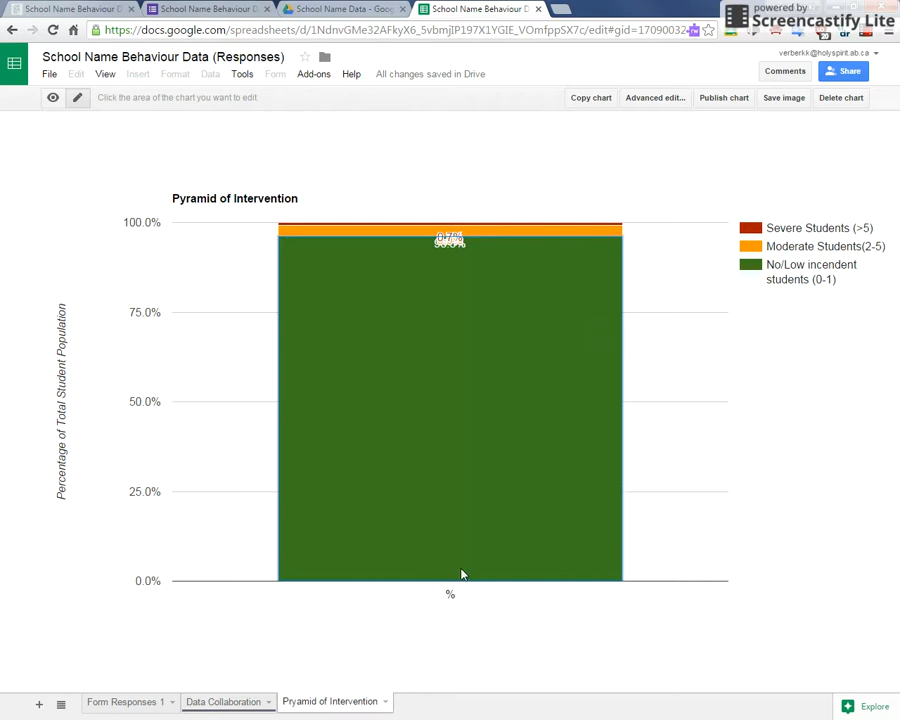 School Name Behaviour D
School Name Behaviour D
School Name Data - Goog
School Name Behaviour D
powered by
Screencastify Lite
https://docs.google.com/spreadsheets/d/1NdnvGMe32AFkyX6_5vbmjIP197X1YGIE_VOmfppSX7c/edit#gid=17090032
School Name Behaviour Data (Responses)
verberkk@holyspirit.ab.ca
File Edit View Insert Format Data Tools Form Add-ons Help All changes saved in Drive
Comments
Share
Click the area of the chart you want to edit
Copy chart
Advanced edit...
Publish chart
Save image
Delete chart
Pyramid of Intervention
100.0%
75.0%
50.0%
25.0%
0.0%
Percentage of Total Student Population
%
Severe Students (>5)
Moderate Students(2-5)
No/Low incendent
students (0-1)
Form Responses 1
Data Collaboration
Pryamid of Intervention
Explore